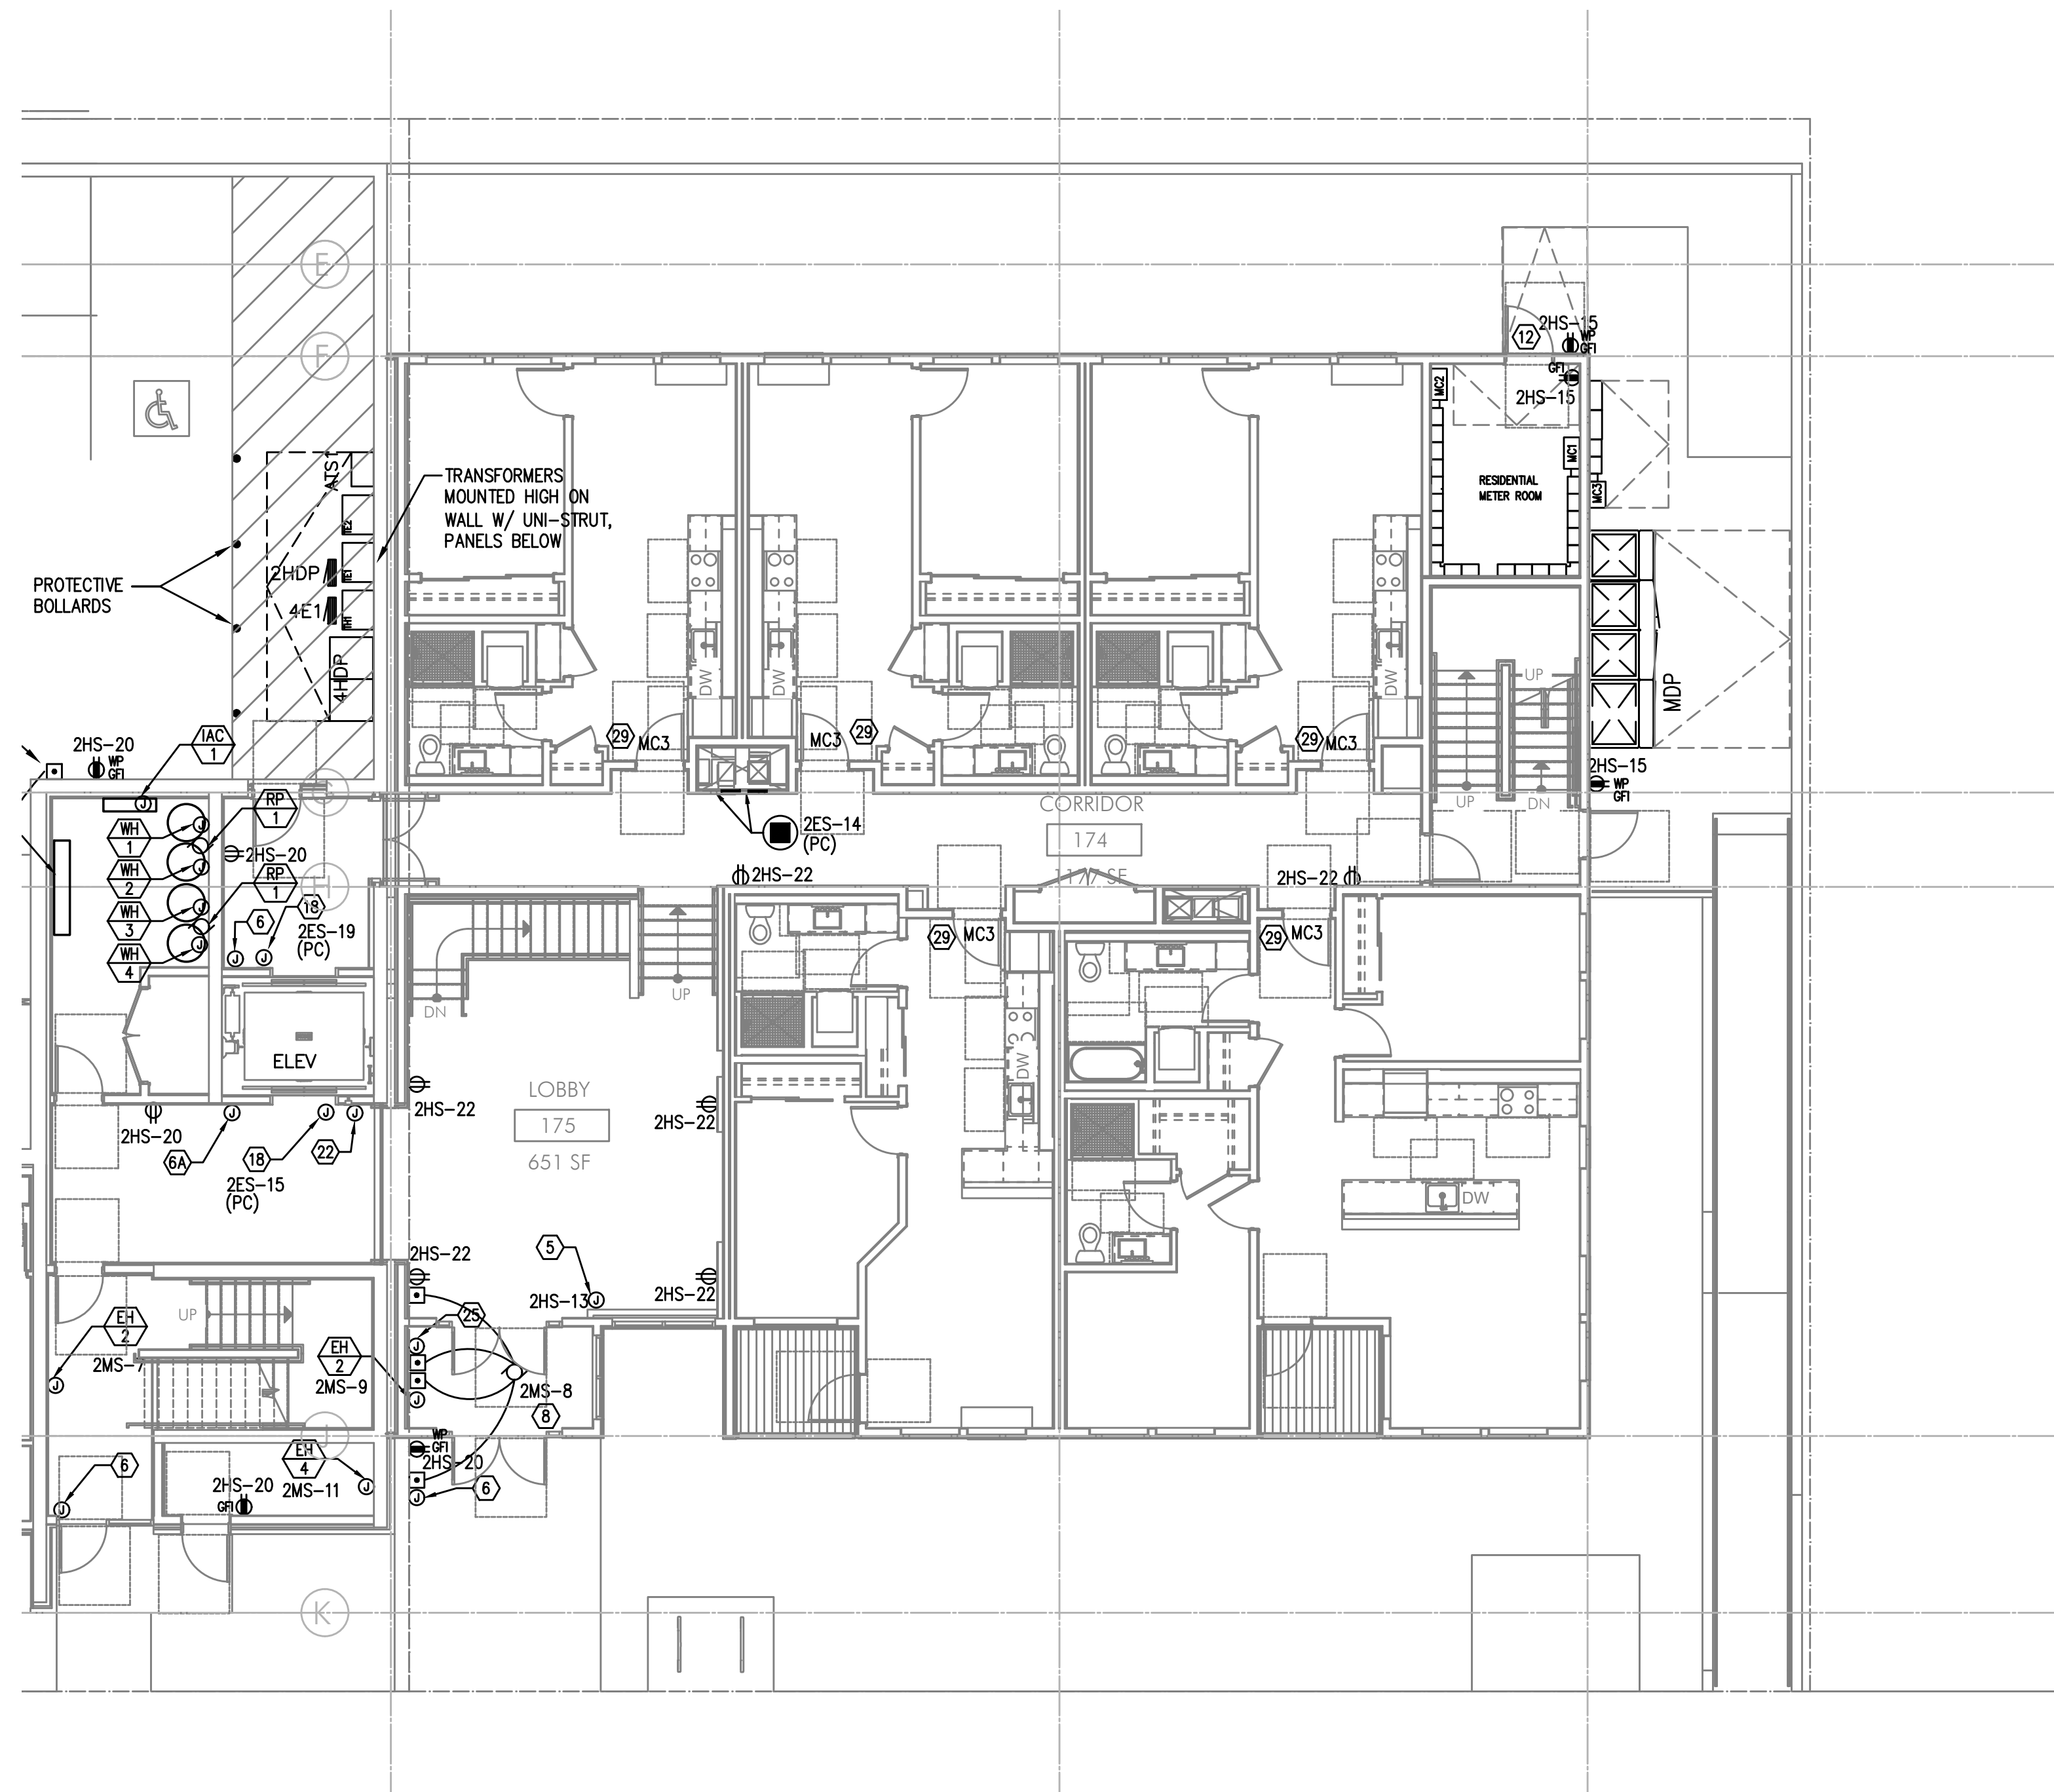 E
F
12
2HS-15
WP
GFI
GFI
2HS-15
MC2
MC1
MC3
RESIDENTIAL
METER ROOM
ATS1
TRANSFORMERS
MOUNTED HIGH ON
WALL W/ UNI-STRUT,
PANELS BELOW
TE2
2HDP
TE1
PROTECTIVE
BOLLARDS
4E1
TH1
4HDP
DW
DW
DW
UP
MDP
29
MC3
MC3
29
29
MC3
2HS-20
WP
GFI
IAC
1
2HS-15
WP
GFI
UP
DN
G
RP
1
WH
1
2ES-14
(PC)
CORRIDOR
174
1177 SF
2HS-20
WH
2
RP
1
H
2HS-22
2HS-22
WH
3
6
18
2ES-19
(PC)
WH
4
29
MC3
29
MC3
DN
UP
ELEV
DW
LOBBY
175
651 SF
2HS-22
2HS-22
2HS-20
6A
18
22
2ES-15
(PC)
DW
2HS-22
5
2HS-13
2HS-22
UP
EH
2
2MS-7
25
EH
2
2MS-9
2MS-8
8
J
WP
GFI
2HS-20
EH
4
2MS-11
6
2HS-20
GFI
6
K